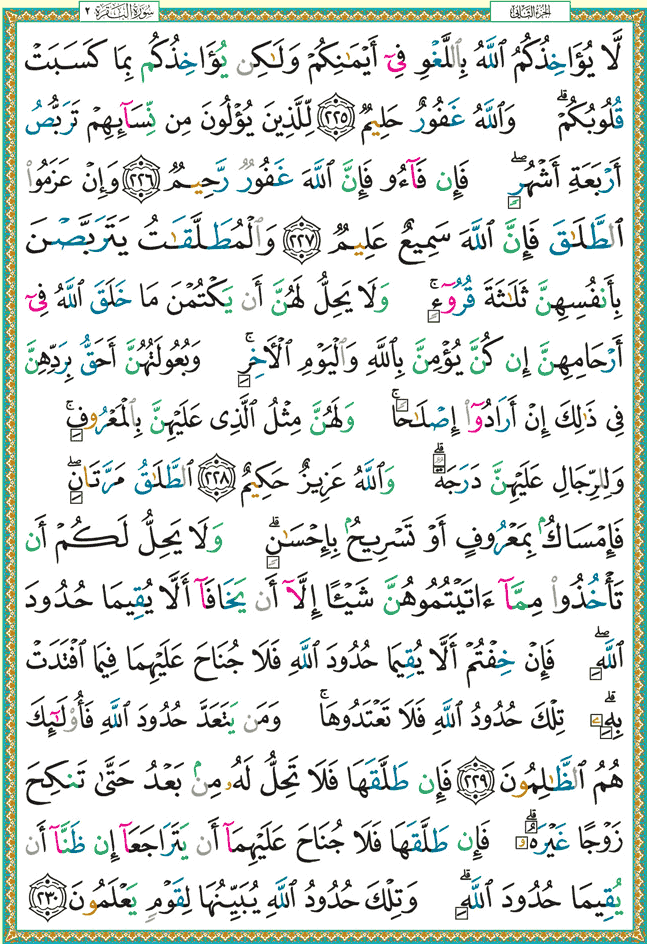 الجزء الثاني
سورة البقرة ٢
لَّا يُؤَاخِذُكُمُ ٱللَّهُ بِٱللَّغْوِ فِىٓ أَيْمَـٰنِكُمْ وَلَـٰكِن يُؤَاخِذُكُم بِمَا كَسَبَتْ
قُلُوبُكُمْ ۗ وَٱللَّهُ غَفُورٌ حَلِيمٌ ٢٢٥ لِّلَّذِينَ يُؤْلُونَ مِن نِّسَآئِهِمْ تَرَبُّصُ
أَرْبَعَةِ أَشْهُرٍ ۖ فَإِن فَآءُو فَإِنَّ ٱللَّهَ غَفُورٌ رَّحِيمٌ ٢٢٦ وَإِنْ عَزَمُوا۟
ٱلطَّلَـٰقَ فَإِنَّ ٱللَّهَ سَمِيعٌ عَلِيمٌ ٢٢٧ وَٱلْمُطَلَّقَـٰتُ يَتَرَبَّصْنَ
بِأَنفُسِهِنَّ ثَلَـٰثَةَ قُرُوٓءٍ ۚ وَلَا يَحِلُّ لَهُنَّ أَن يَكْتُمْنَ مَا خَلَقَ ٱللَّهُ فِىٓ
أَرْحَامِهِنَّ إِن كُنَّ يُؤْمِنَّ بِٱللَّهِ وَٱلْيَوْمِ ٱلْـَٔاخِرِ ۚ وَبُعُولَتُهُنَّ أَحَقُّ بِرَدِّهِنَّ
فِى ذَٰلِكَ إِنْ أَرَادُوٓا۟ إِصْلَـٰحًا ۚ وَلَهُنَّ مِثْلُ ٱلَّذِى عَلَيْهِنَّ بِٱلْمَعْرُوفِ ۚ
وَلِلرِّجَالِ عَلَيْهِنَّ دَرَجَةٌ ۗ وَٱللَّهُ عَزِيزٌ حَكِيمٌ ٢٢٨ ٱلطَّلَـٰقُ مَرَّتَانِ ۖ
فَإِمْسَاكٌۢ بِمَعْرُوفٍ أَوْ تَسْرِيحٌۢ بِإِحْسَـٰنٍ ۗ وَلَا يَحِلُّ لَكُمْ أَن
تَأْخُذُوا۟ مِمَّآ ءَاتَيْتُمُوهُنَّ شَيْـًٔا إِلَّآ أَن يَخَافَآ أَلَّا يُقِيمَا حُدُودَ
ٱللَّهِ ۖ فَإِنْ خِفْتُمْ أَلَّا يُقِيمَا حُدُودَ ٱللَّهِ فَلَا جُنَاحَ عَلَيْهِمَا فِيمَا ٱفْتَدَتْ
بِهِۦ ۗ تِلْكَ حُدُودُ ٱللَّهِ فَلَا تَعْتَدُوهَا ۚ وَمَن يَتَعَدَّ حُدُودَ ٱللَّهِ فَأُو۟لَـٰٓئِكَ
هُمُ ٱلظَّـٰلِمُونَ ٢٢٩ فَإِن طَلَّقَهَا فَلَا تَحِلُّ لَهُۥ مِنۢ بَعْدُ حَتَّىٰ تَنكِحَ
زَوْجًا غَيْرَهُۥ ۗ فَإِن طَلَّقَهَا فَلَا جُنَاحَ عَلَيْهِمَآ أَن يَتَرَاجَعَآ إِن ظَنَّآ أَن
يُقِيمَا حُدُودَ ٱللَّهِ ۗ وَتِلْكَ حُدُودُ ٱللَّهِ يُبَيِّنُهَا لِقَوْمٍ يَعْلَمُونَ ٢٣٠